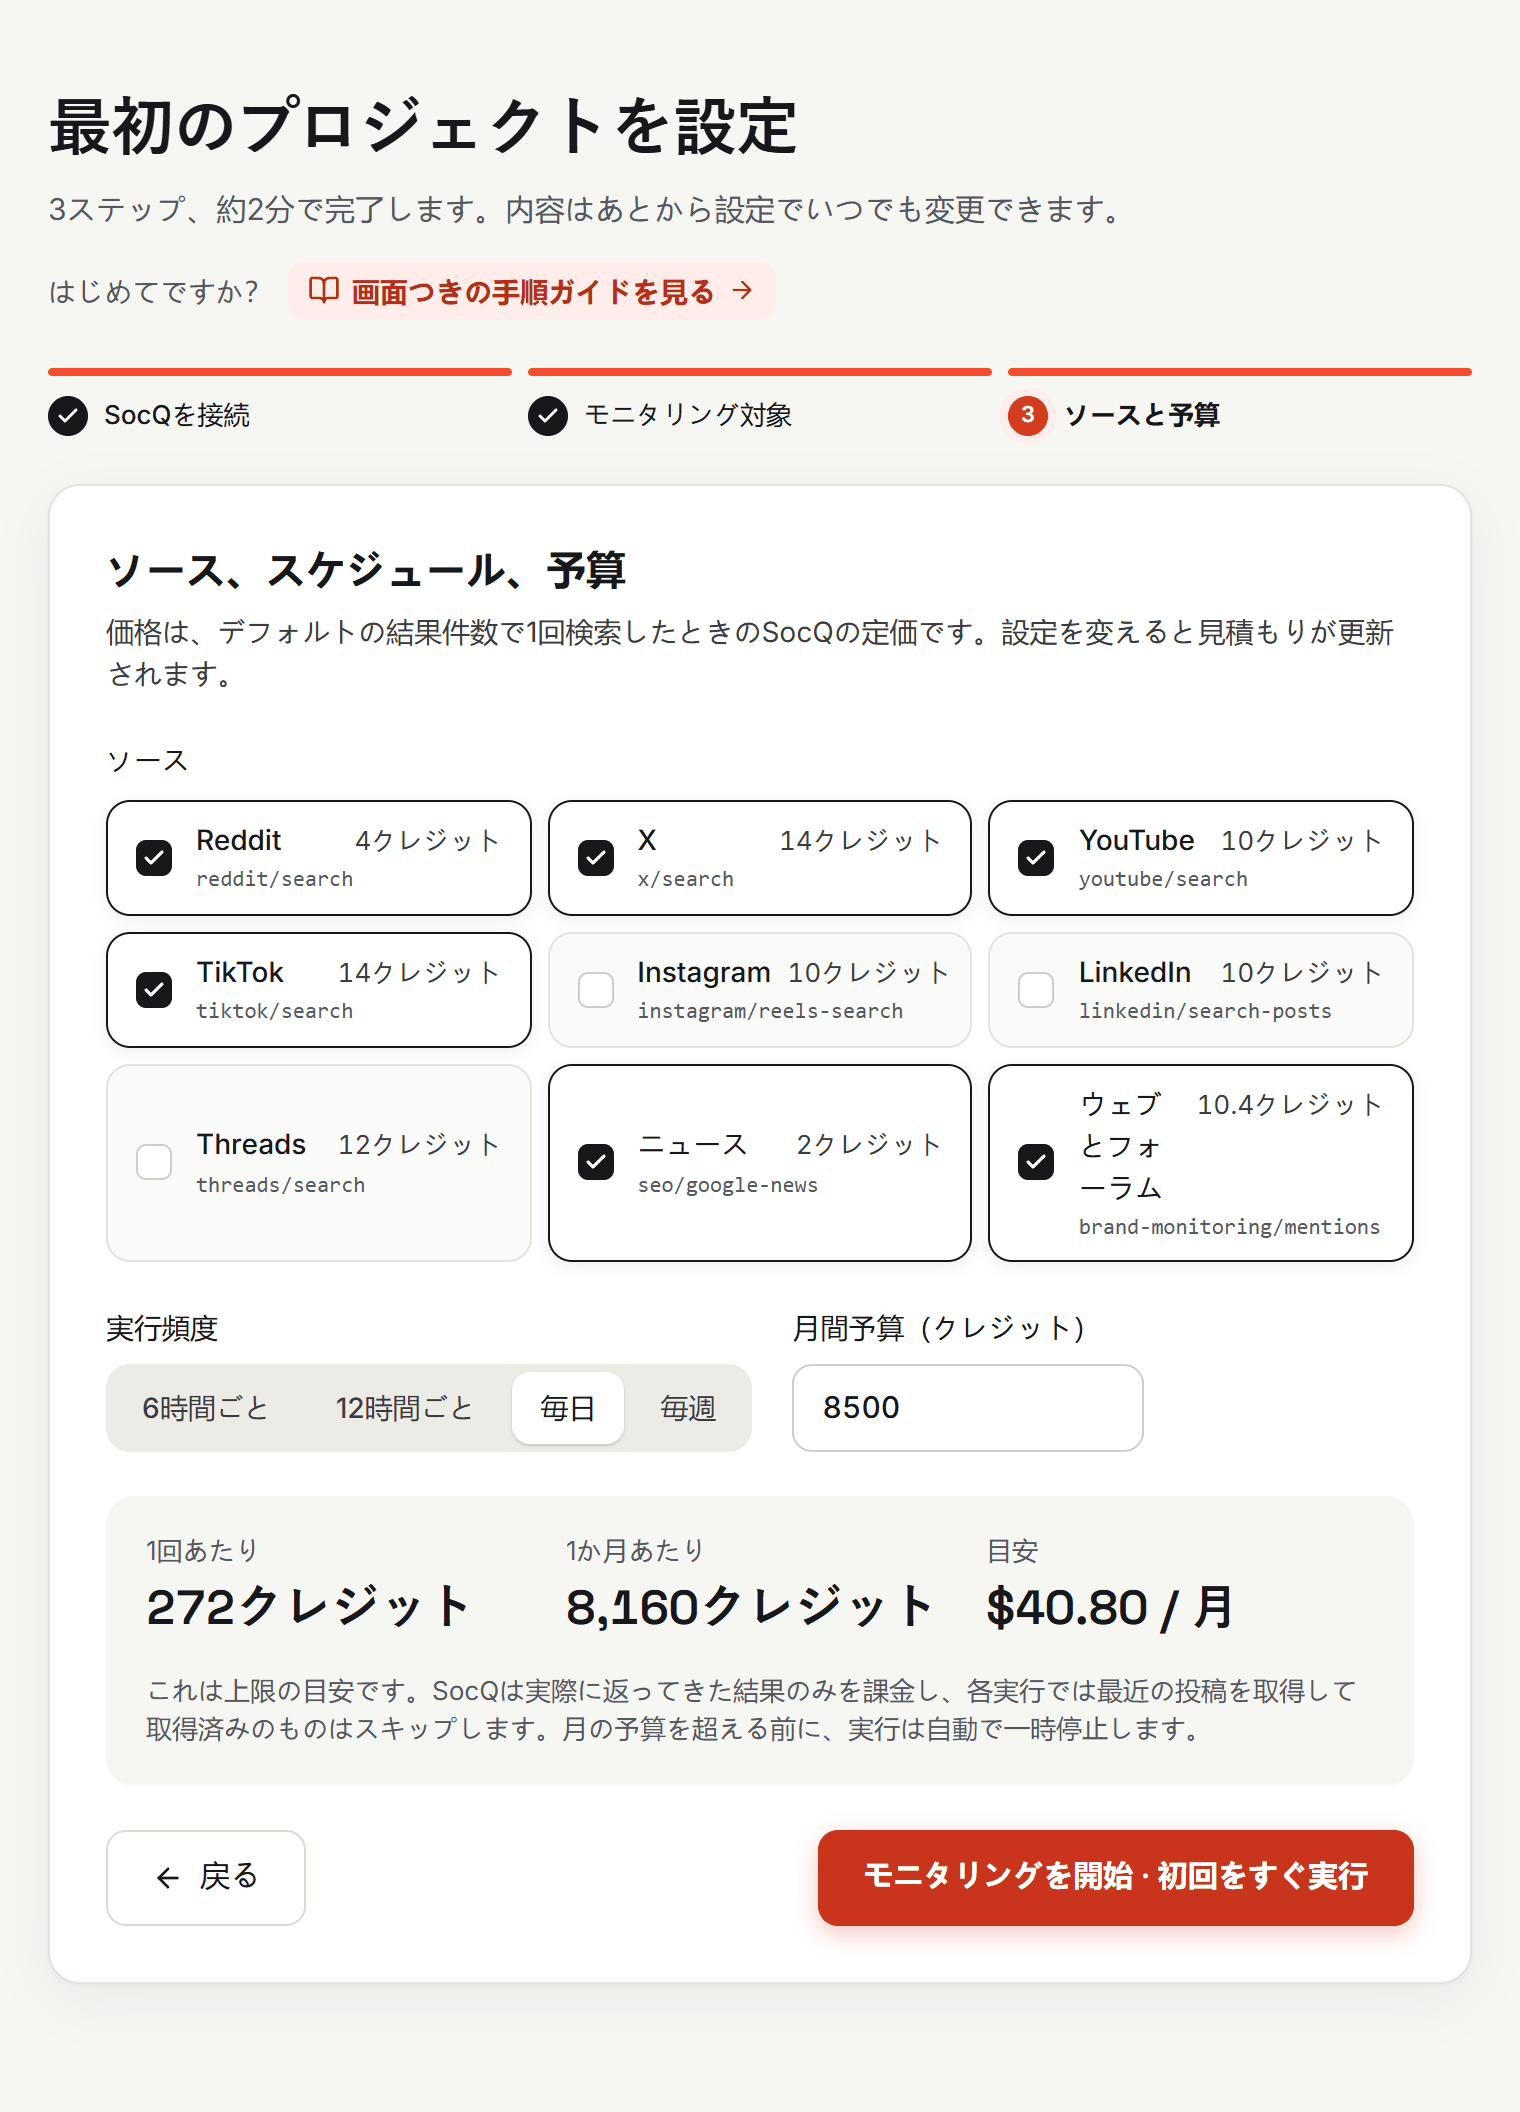 最初のプロジェクトを設定
3ステップ、約2分で完了します。内容はあとから設定でいつでも変更できます。
はじめてですか？ 画面つきの手順ガイドを見る →
SocQを接続
モニタリング対象
3 ソースと予算
ソース、スケジュール、予算
価格は、デフォルトの結果件数で1回検索したときのSocQの定価です。設定を変えると見積もりが更新
されます。
ソース
Reddit 4クレジット
reddit/search
X 14クレジット
x/search
YouTube 10クレジット
youtube/search
TikTok 14クレジット
tiktok/search
Instagram 10クレジット
instagram/reels-search
LinkedIn 10クレジット
linkedin/search-posts
Threads 12クレジット
threads/search
ニュース 2クレジット
seo/google-news
ウェブ 10.4クレジット
とフォ
ーラム
brand-monitoring/mentions
実行頻度
6時間ごと 12時間ごと 毎日 毎週
月間予算（クレジット）
8500
1回あたり
272クレジット
1か月あたり
8,160クレジット
目安
$40.80 / 月
これは上限の目安です。SocQは実際に返ってきた結果のみを課金し、各実行では最近の投稿を取得して
取得済みのものはスキップします。月の予算を超える前に、実行は自動で一時停止します。
← 戻る
モニタリングを開始 · 初回をすぐ実行